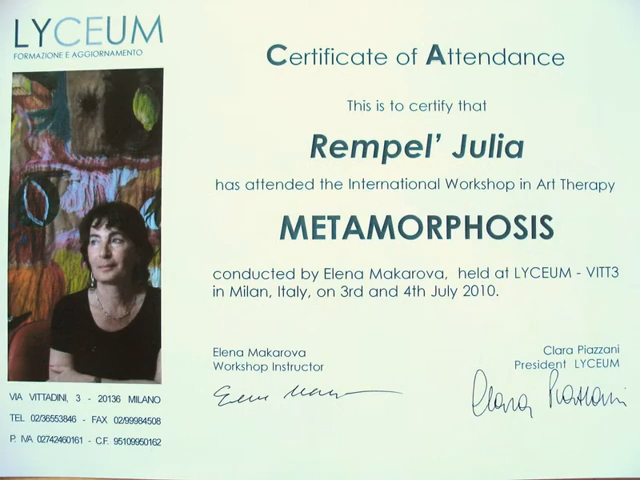 LYCEUM
FORMAZIONE E AGGIORNAMENTO
Certificate of Attendance
This is to certify that
Rempel' Julia
has attended the International Workshop in Art Therapy
METAMORPHOSIS
conducted by Elena Makarova, held at LYCEUM - VITT3
in Milan, Italy, on 3rd and 4th July 2010.
Elena Makarova
Workshop Instructor
Clara Piazzani
President LYCEUM
Clara Piazzani
VIA VITTADINI, 3 - 20136 MILANO
TEL 02/36553846 - FAX 02/99984508
P. IVA 02742460161 - C.F. 95109950162